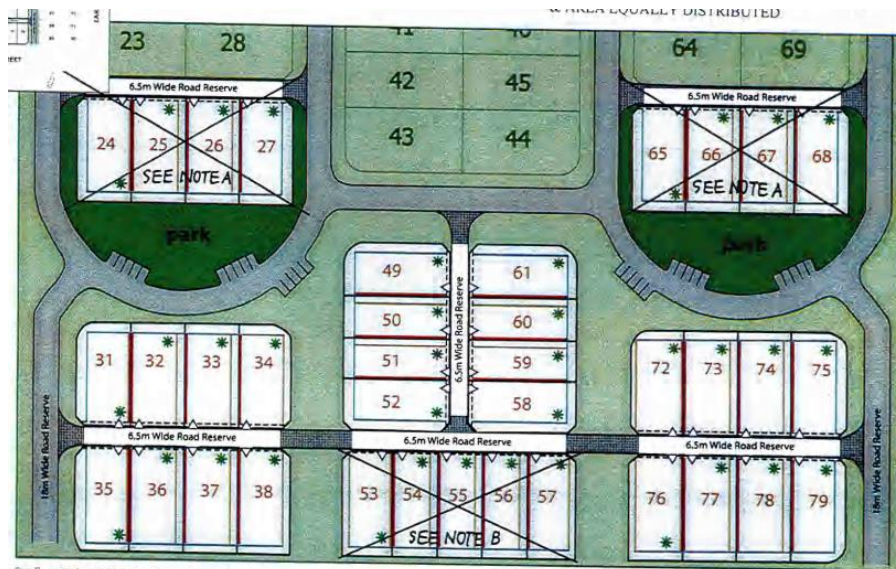 & AREA EQUALLY DISTRIBUTED
23 28 41 40 64 69
42 45
43 44
6.5m Wide Road Reserve
6.5m Wide Road Reserve
24 25 26 27
65 66 67 68
SEE NOTE A
SEE NOTE A
park
park
49 61
50 60
51 59
52 58
6.5m Wide Road Reserve
31 32 33 34
72 73 74 75
18m Wide Road Reserve
6.5m Wide Road Reserve
6.5m Wide Road Reserve
6.5m Wide Road Reserve
18m Wide Road Reserve
35 36 37 38
53 54 55 56 57
76 77 78 79
SEE NOTE B